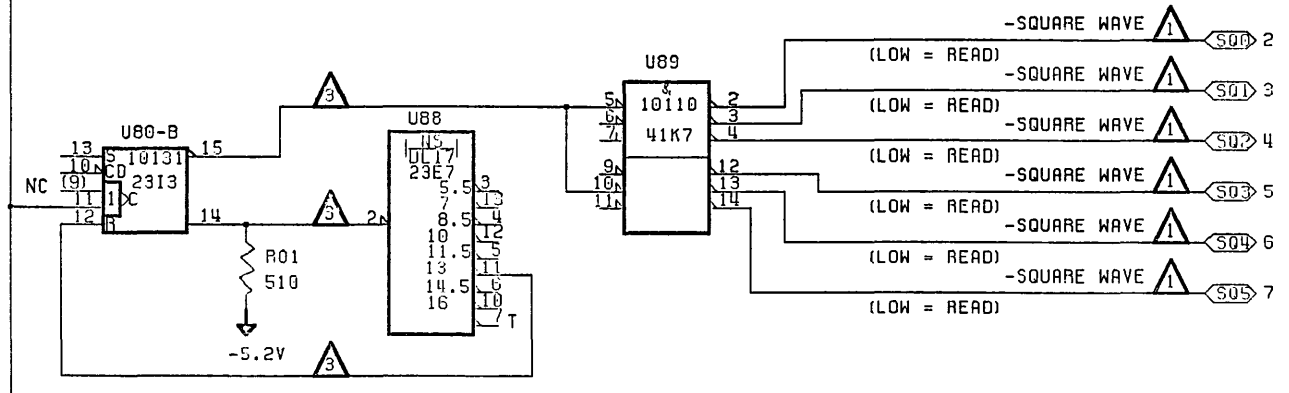 -SQUARE WAVE 1 SQ0 2
(LOW = READ)
-SQUARE WAVE 1 SQ1 3
(LOW = READ)
-SQUARE WAVE 1 SQ2 4
(LOW = READ)
-SQUARE WAVE 1 SQ3 5
(LOW = READ)
-SQUARE WAVE 1 SQ4 6
(LOW = READ)
-SQUARE WAVE 1 SQ5 7
(LOW = READ)
U89
&
10110
41K7
5
6
7
9
10
11
2
3
4
12
13
14
3
U80-B
10131
23I3
13 S
10 CD
NC (9)
11 1 C
12 R
15
14
3
R01
510
-5.2V
3
U88
NS
DL17
23E7
2
5.5 3
7 13
8.5 4
10 12
11.5 5
13 11
14.5 6
16 10
7 T